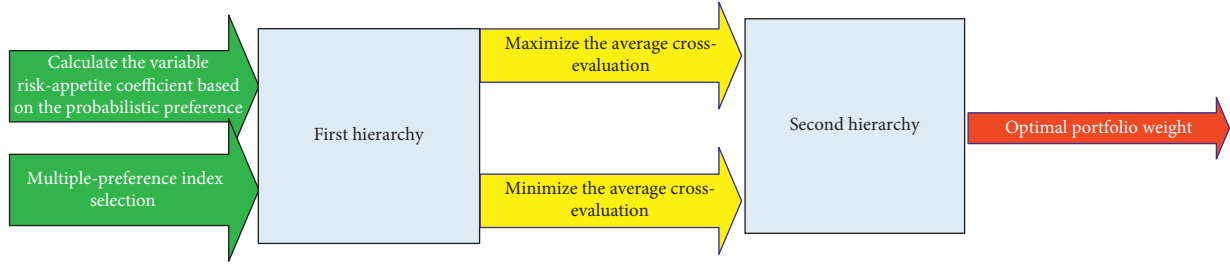 Calculate the variable
risk-appetite coefficient based
on the probabilistic preference
Multiple-preference index
selection
First hierarchy
Maximize the average cross-
evaluation
Minimize the average cross-
evaluation
Second hierarchy
Optimal portfolio weight